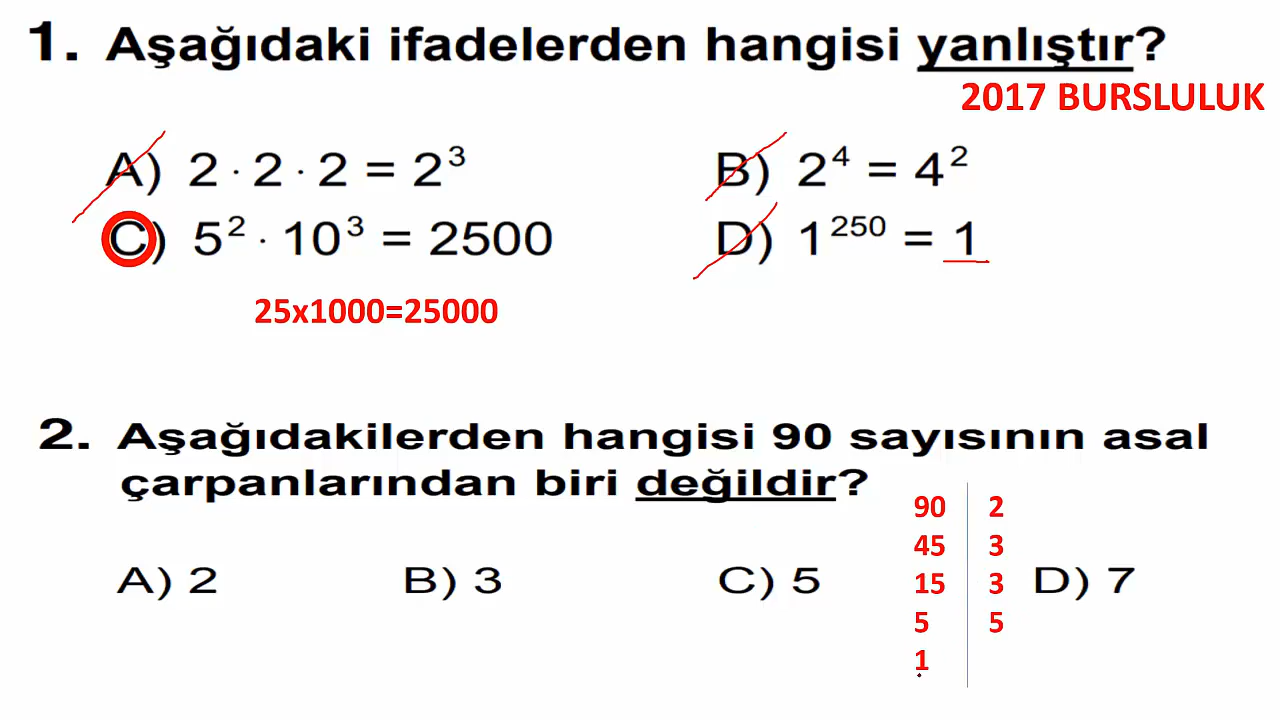 1. Aşağıdaki ifadelerden hangisi yanlıştır?
2017 BURSLULUK
A) 2 · 2 · 2 = 2³ B) 2⁴ = 4²
C) 5² · 10³ = 2500 D) 1²⁵⁰ = 1
25x1000=25000
2. Aşağıdakilerden hangisi 90 sayısının asal
çarpanlarından biri değildir?
90 2
45 3
15 3
5 5
1
A) 2 B) 3 C) 5 D) 7